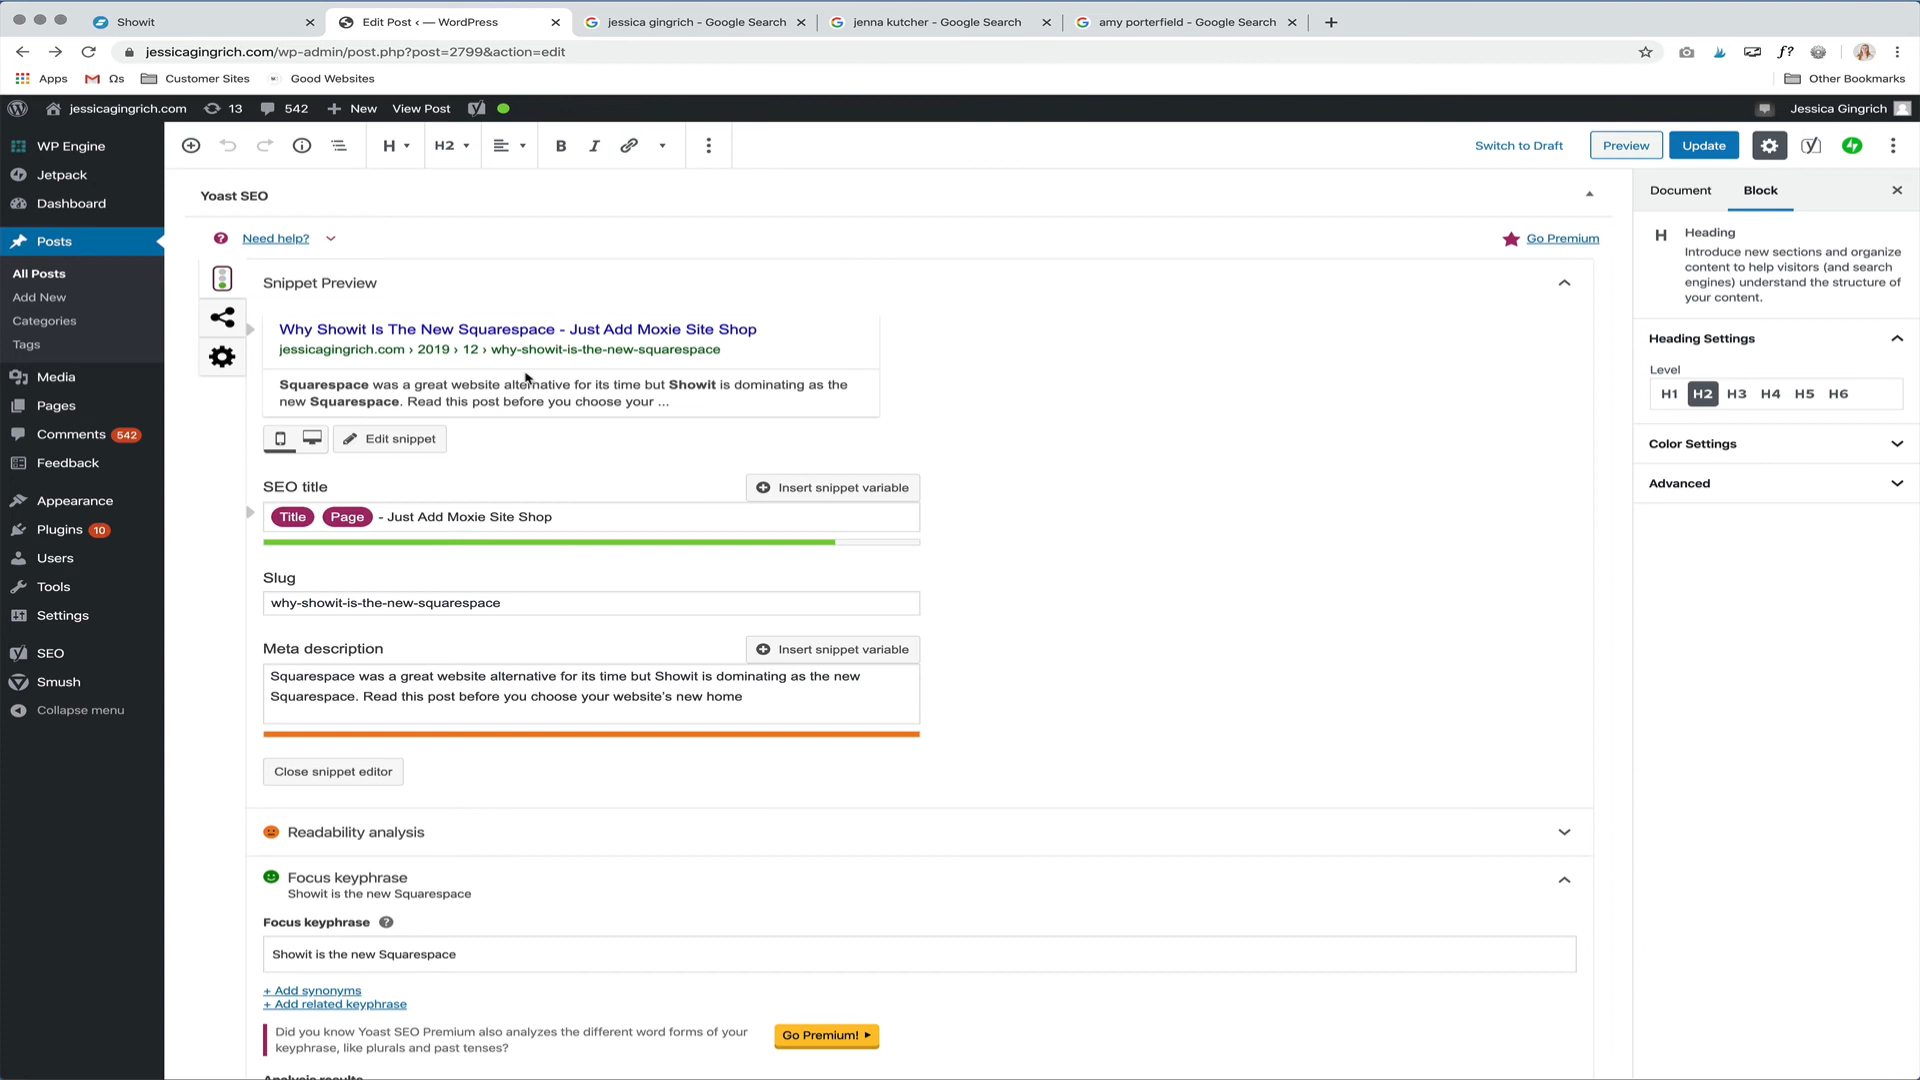 Showit
Edit Post ‹ — WordPress
jessica gingrich - Google Search
jenna kutcher - Google Search
amy porterfield - Google Search
jessicagingrich.com/wp-admin/post.php?post=2799&action=edit
f?
Apps
Ωs
Customer Sites
Good Websites
Other Bookmarks
jessicagingrich.com
13
542
New
View Post
Jessica Gingrich
WP Engine
Jetpack
Dashboard
Posts
All Posts
Add New
Categories
Tags
Media
Pages
Comments 542
Feedback
Appearance
Plugins 10
Users
Tools
Settings
SEO
Smush
Collapse menu
H
H2
B
I
Switch to Draft
Preview
Update
Yoast SEO
Need help?
Go Premium
Snippet Preview
Why Showit Is The New Squarespace - Just Add Moxie Site Shop
jessicagingrich.com › 2019 › 12 › why-showit-is-the-new-squarespace
Squarespace was a great website alternative for its time but Showit is dominating as the
new Squarespace. Read this post before you choose your ...
Edit snippet
SEO title
Insert snippet variable
Title Page - Just Add Moxie Site Shop
Slug
why-showit-is-the-new-squarespace
Meta description
Insert snippet variable
Squarespace was a great website alternative for its time but Showit is dominating as the new
Squarespace. Read this post before you choose your website's new home
Close snippet editor
Readability analysis
Focus keyphrase
Showit is the new Squarespace
Focus keyphrase ?
Showit is the new Squarespace
+ Add synonyms
+ Add related keyphrase
Did you know Yoast SEO Premium also analyzes the different word forms of your
keyphrase, like plurals and past tenses?
Go Premium!
Analysis results
Document
Block
H
Heading
Introduce new sections and organize
content to help visitors (and search
engines) understand the structure of
your content.
Heading Settings
Level
H1 H2 H3 H4 H5 H6
Color Settings
Advanced